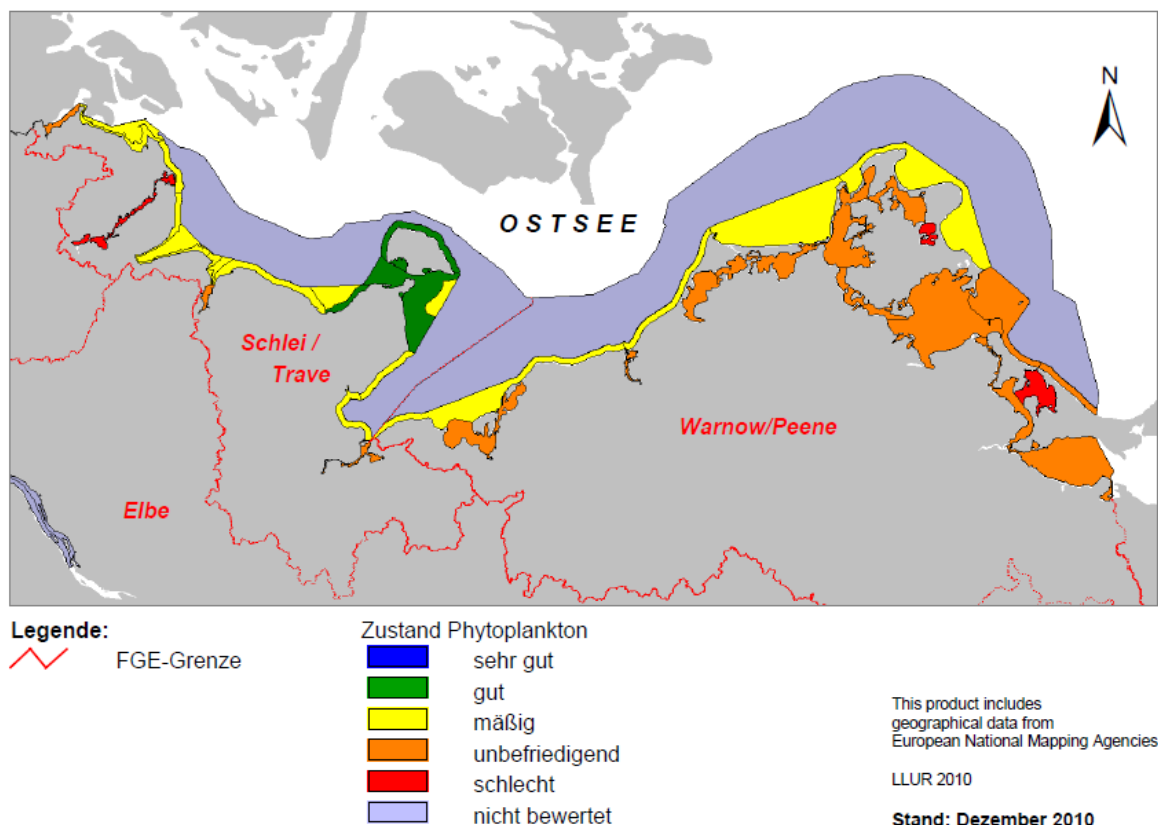 N
OSTSEE
Schlei /
Trave
Warnow/Peene
Elbe
Legende:
FGE-Grenze
Zustand Phytoplankton
sehr gut
gut
mäßig
unbefriedigend
schlecht
nicht bewertet
This product includes
geographical data from
European National Mapping Agencies
LLUR 2010
Stand: Dezember 2010